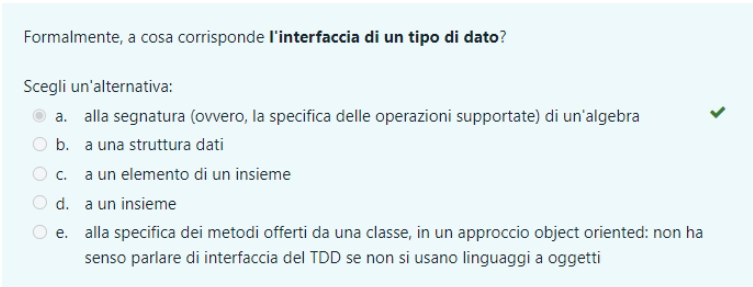 Formalmente, a cosa corrisponde l'interfaccia di un tipo di dato?
Scegli un'alternativa:
a. alla segnatura (ovvero, la specifica delle operazioni supportate) di un'algebra
b. a una struttura dati
c. a un elemento di un insieme
d. a un insieme
e. alla specifica dei metodi offerti da una classe, in un approccio object oriented: non ha
senso parlare di interfaccia del TDD se non si usano linguaggi a oggetti